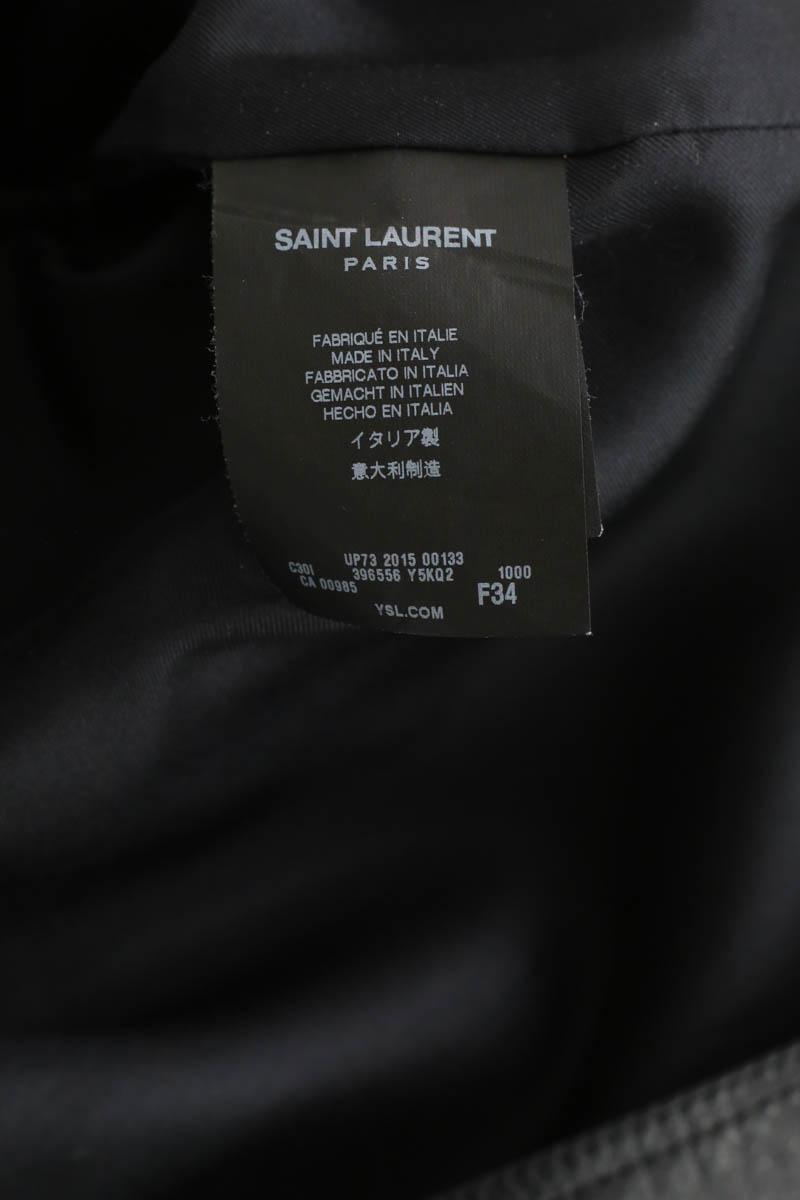 SAINT LAURENT
PARIS
FABRIQUÉ EN ITALIE
MADE IN ITALY
FABBRICATO IN ITALIA
GEMACHT IN ITALIEN
HECHO EN ITALIA
イタリア製
意大利制造
UP73 2015 00133
C30I 396556 Y5KQ2 1000
CA 00985 F34
YSL.COM